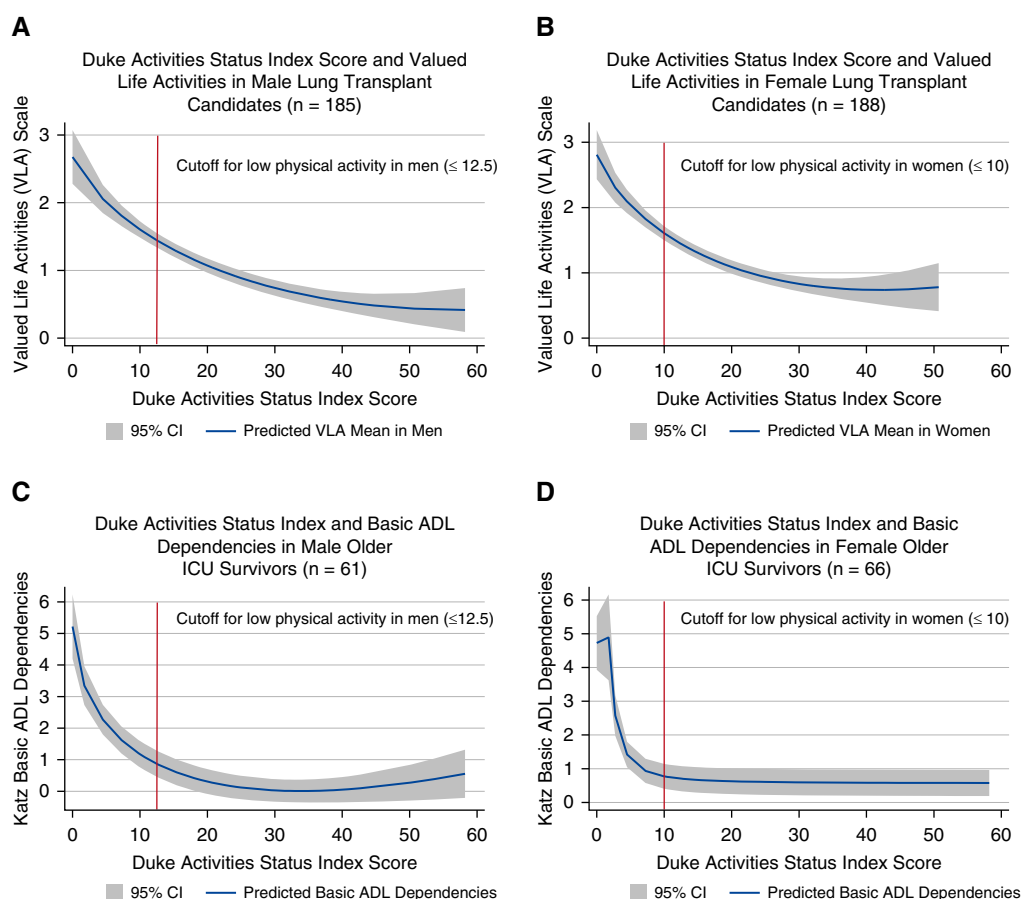 A
Duke Activities Status Index Score and Valued
Life Activities in Male Lung Transplant
Candidates (n = 185)
Valued Life Activities (VLA) Scale
3
2
1
0
Cutoff for low physical activity in men (≤ 12.5)
0 10 20 30 40 50 60
Duke Activities Status Index Score
95% CI Predicted VLA Mean in Men
B
Duke Activities Status Index Score and Valued
Life Activities in Female Lung Transplant
Candidates (n = 188)
Valued Life Activities (VLA) Scale
3
2
1
0
Cutoff for low physical activity in women (≤ 10)
0 10 20 30 40 50 60
Duke Activities Status Index Score
95% CI Predicted VLA Mean in Women
C
Duke Activities Status Index and Basic ADL
Dependencies in Male Older
ICU Survivors (n = 61)
Katz Basic ADL Dependencies
6
5
4
3
2
1
0
Cutoff for low physical activity in men (≤12.5)
0 10 20 30 40 50 60
Duke Activities Status Index Score
95% CI Predicted Basic ADL Dependencies
D
Duke Activities Status Index and Basic
ADL Dependencies in Female Older
ICU Survivors (n = 66)
Katz Basic ADL Dependencies
6
5
4
3
2
1
0
Cutoff for low physical activity in women (≤ 10)
0 10 20 30 40 50 60
Duke Activities Status Index Score
95% CI Predicted Basic ADL Dependencies